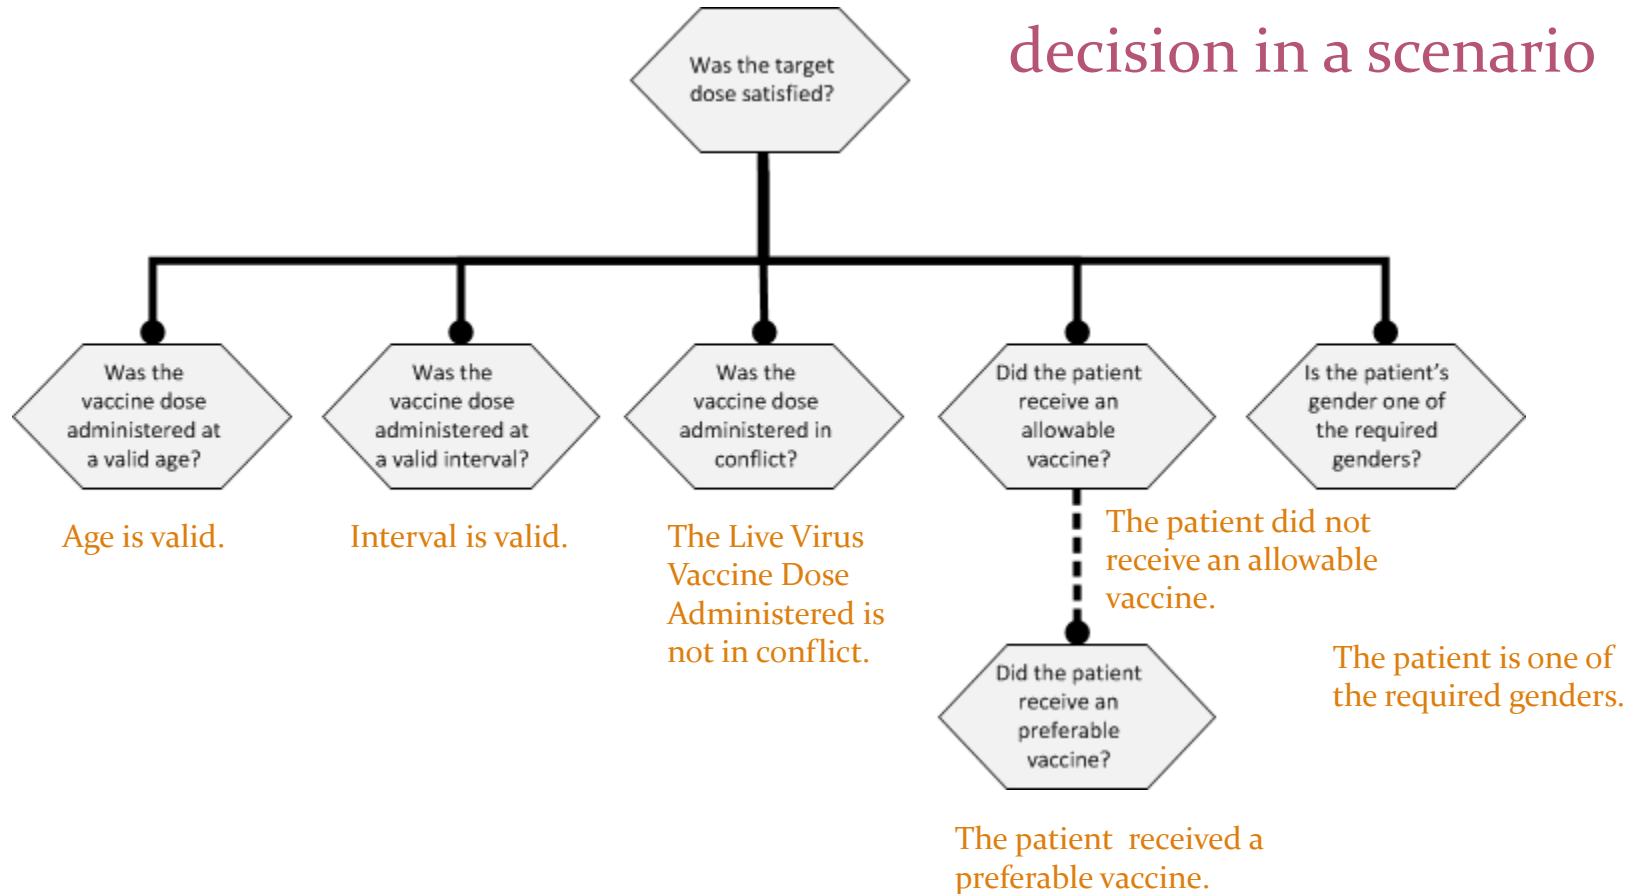 decision in a scenario
Was the target
dose satisfied?
Was the
vaccine dose
administered at
a valid age?
Was the
vaccine dose
administered at
a valid interval?
Was the
vaccine dose
administered in
conflict?
Did the patient
receive an
allowable
vaccine?
Is the patient's
gender one of
the required
genders?
Age is valid.
Interval is valid.
The Live Virus
Vaccine Dose
Administered is
not in conflict.
The patient did not
receive an allowable
vaccine.
The patient is one of
the required genders.
Did the patient
receive an
preferable
vaccine?
The patient  received a
preferable vaccine.